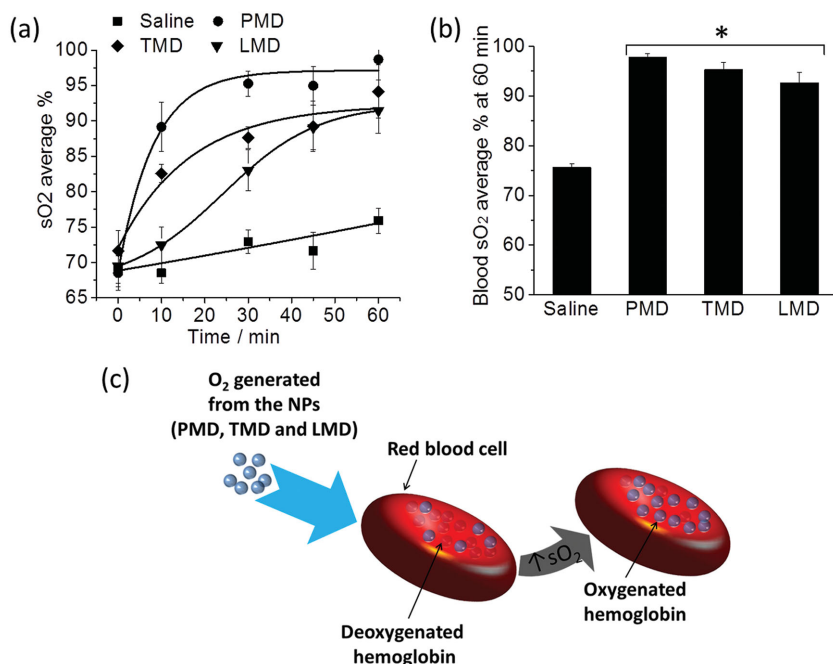 (a)
Saline PMD
TMD LMD
sO2 average %
100
95
90
85
80
75
70
65
0 10 20 30 40 50 60
Time / min
(b)
*
Blood sO₂ average % at 60 min
100
90
80
70
60
50
Saline PMD TMD LMD
(c)
O₂ generated
from the NPs
(PMD, TMD and LMD)
Red blood cell
↑sO₂
Deoxygenated
hemoglobin
Oxygenated
hemoglobin